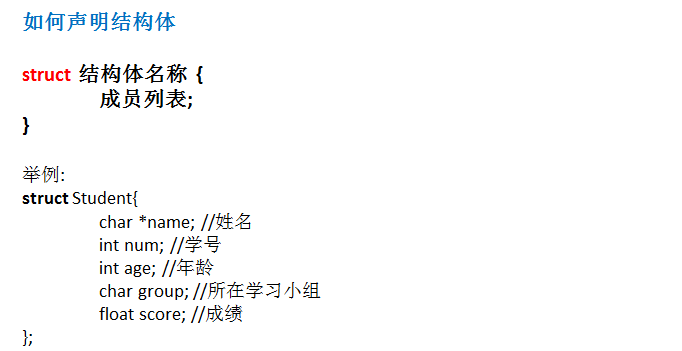 如何声明结构体
struct 结构体名称 {
成员列表;
}
举例:
struct Student{
char *name; //姓名
int num; //学号
int age; //年龄
char group; //所在学习小组
float score; //成绩
};